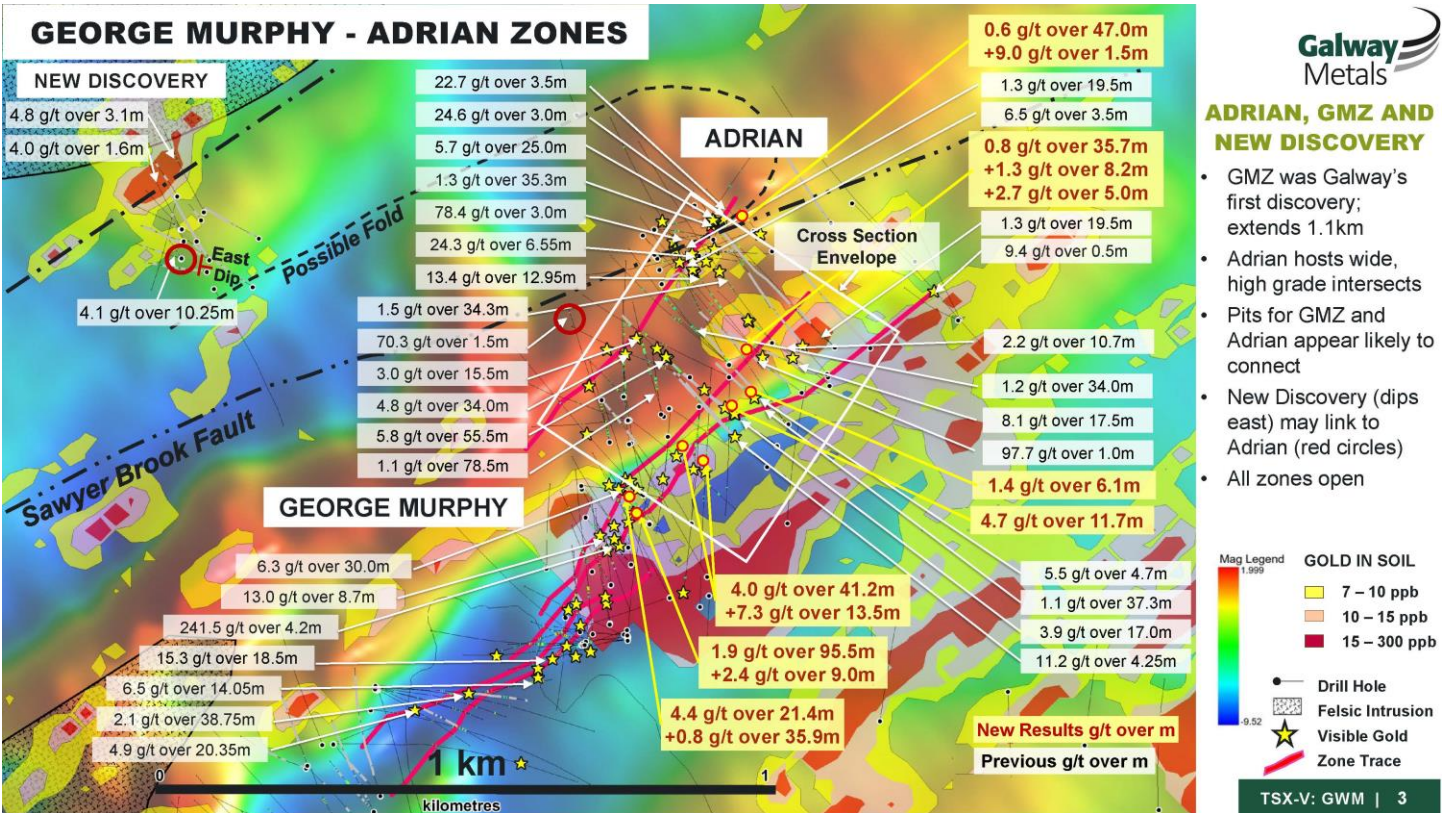 GEORGE MURPHY - ADRIAN ZONES
NEW DISCOVERY
4.8 g/t over 3.1m
4.0 g/t over 1.6m
East
Dip
4.1 g/t over 10.25m
Possible Fold
Sawyer Brook Fault
22.7 g/t over 3.5m
24.6 g/t over 3.0m
5.7 g/t over 25.0m
1.3 g/t over 35.3m
78.4 g/t over 3.0m
24.3 g/t over 6.55m
13.4 g/t over 12.95m
1.5 g/t over 34.3m
70.3 g/t over 1.5m
3.0 g/t over 15.5m
4.8 g/t over 34.0m
5.8 g/t over 55.5m
1.1 g/t over 78.5m
ADRIAN
Cross Section
Envelope
0.6 g/t over 47.0m
+9.0 g/t over 1.5m
1.3 g/t over 19.5m
6.5 g/t over 3.5m
0.8 g/t over 35.7m
+1.3 g/t over 8.2m
+2.7 g/t over 5.0m
1.3 g/t over 19.5m
9.4 g/t over 0.5m
2.2 g/t over 10.7m
1.2 g/t over 34.0m
8.1 g/t over 17.5m
97.7 g/t over 1.0m
1.4 g/t over 6.1m
4.7 g/t over 11.7m
5.5 g/t over 4.7m
1.1 g/t over 37.3m
3.9 g/t over 17.0m
11.2 g/t over 4.25m
GEORGE MURPHY
6.3 g/t over 30.0m
13.0 g/t over 8.7m
241.5 g/t over 4.2m
15.3 g/t over 18.5m
6.5 g/t over 14.05m
2.1 g/t over 38.75m
4.9 g/t over 20.35m
4.0 g/t over 41.2m
+7.3 g/t over 13.5m
1.9 g/t over 95.5m
+2.4 g/t over 9.0m
4.4 g/t over 21.4m
+0.8 g/t over 35.9m
New Results g/t over m
Previous g/t over m
1 km
0
1
kilometres
Galway
Metals
ADRIAN, GMZ AND
NEW DISCOVERY
• GMZ was Galway's
first discovery;
extends 1.1km
• Adrian hosts wide,
high grade intersects
• Pits for GMZ and
Adrian appear likely to
connect
• New Discovery (dips
east) may link to
Adrian (red circles)
• All zones open
Mag Legend
1.999
-9.52
GOLD IN SOIL
7 – 10 ppb
10 – 15 ppb
15 – 300 ppb
Drill Hole
Felsic Intrusion
Visible Gold
Zone Trace
TSX-V: GWM | 3